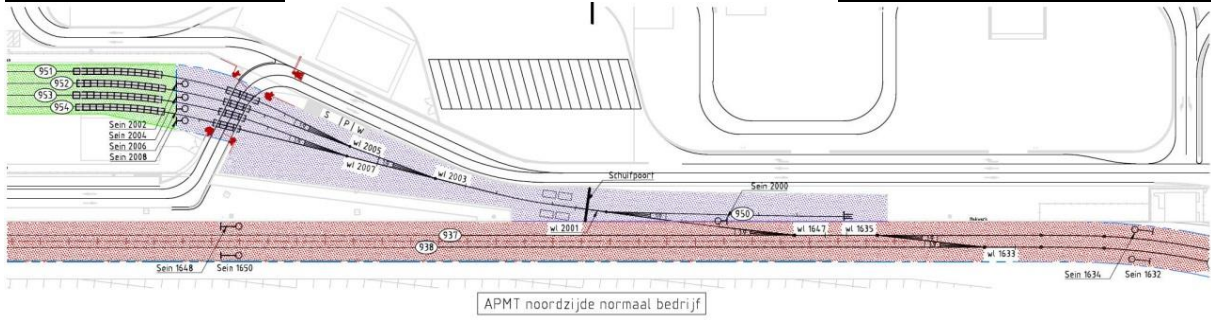 951
952
953
954
Sein 2002
Sein 2004
Sein 2006
Sein 2008
S P W
wl 2005
wl 2007
wl 2003
Schuifpoort
Sein 2000
950
wl 2001
wl 1647
wl 1635
937
938
wl 1633
Sein 1648
Sein 1650
Sein 1634
Sein 1632
APMT noordzijde normaal bedrijf